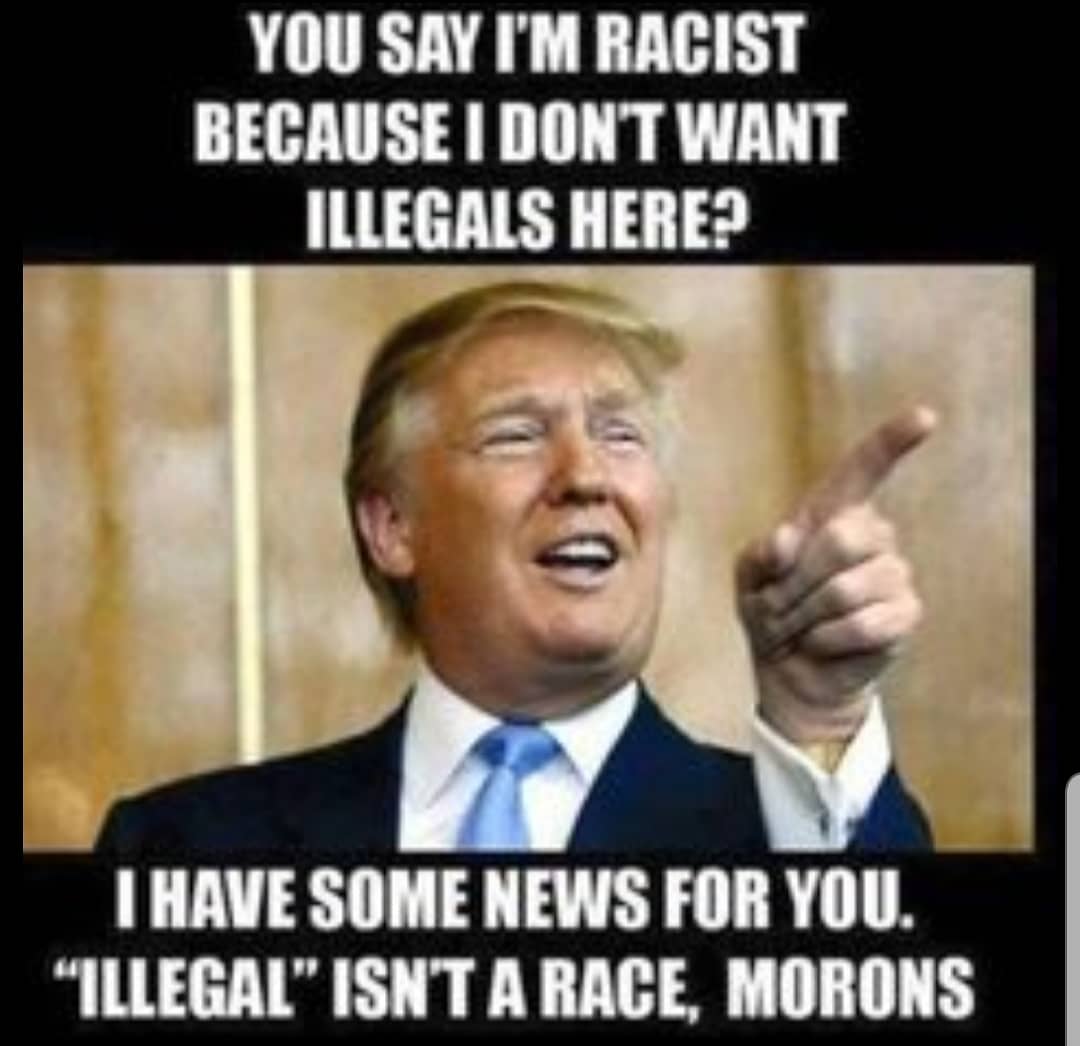 YOU SAY I'M RACIST
BECAUSE I DON'T WANT
ILLEGALS HERE?
I HAVE SOME NEWS FOR YOU.
“ILLEGAL” ISN'T A RACE, MORONS